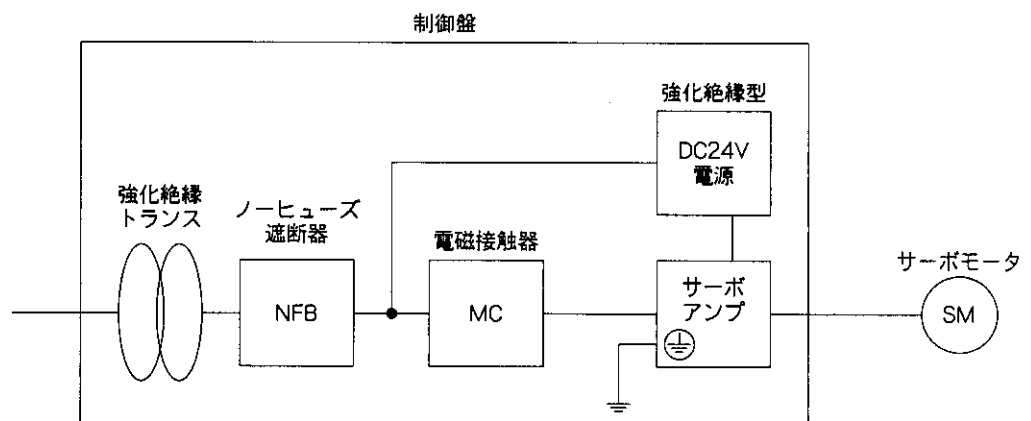 制御盤
強化絶縁型
DC24V
電源
強化絶縁
トランス
ノーヒューズ
遮断器
NFB
電磁接触器
MC
サーボ
アンプ
サーボモータ
SM